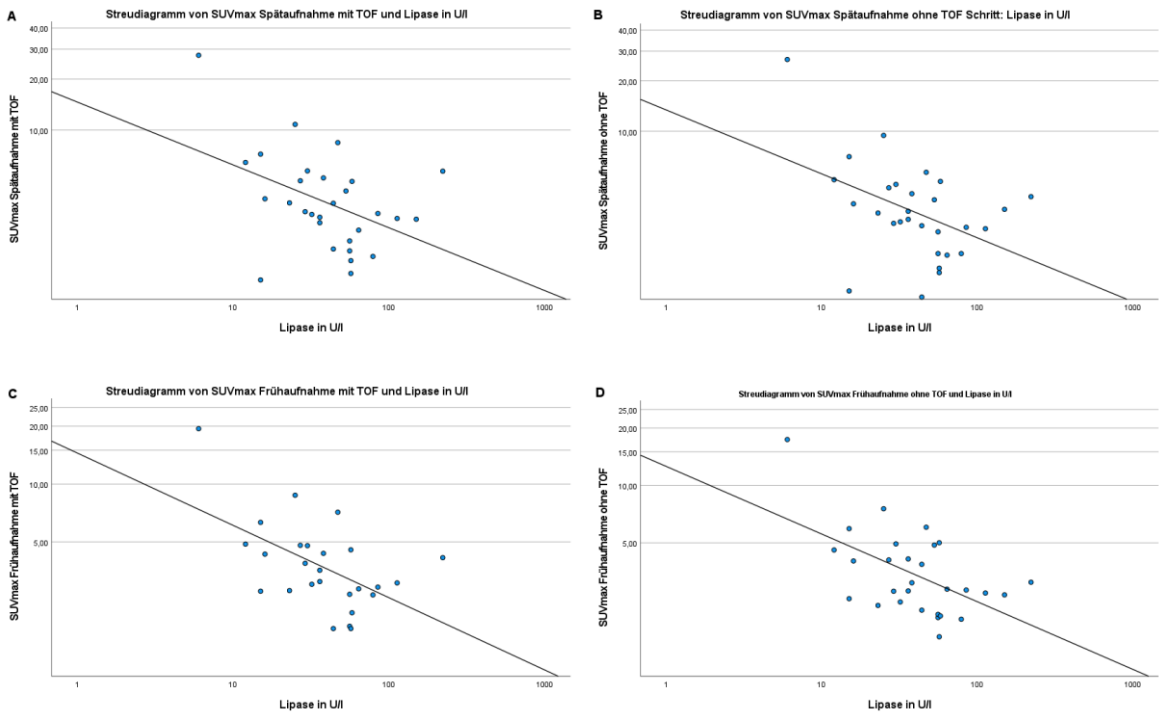 A
Streudiagramm von SUVmax Spätaufnahme mit TOF und Lipase in U/l
SUVmax Spätaufnahme mit TOF
40,00
30,00
20,00
10,00
1
10
100
1000
Lipase in U/l
B
Streudiagramm von SUVmax Spätaufnahme ohne TOF Schritt: Lipase in U/l
SUVmax Spätaufnahme ohne TOF
40,00
30,00
20,00
10,00
1
10
100
1000
Lipase in U/l
C
Streudiagramm von SUVmax Frühaufnahme mit TOF und Lipase in U/l
SUVmax Frühaufnahme mit TOF
25,00
20,00
15,00
10,00
5,00
1
10
100
1000
Lipase in U/l
D
Streudiagramm von SUVmax Frühaufnahme ohne TOF und Lipase in U/l
SUVmax Frühaufnahme ohne TOF
25,00
20,00
15,00
10,00
5,00
1
10
100
1000
Lipase in U/l